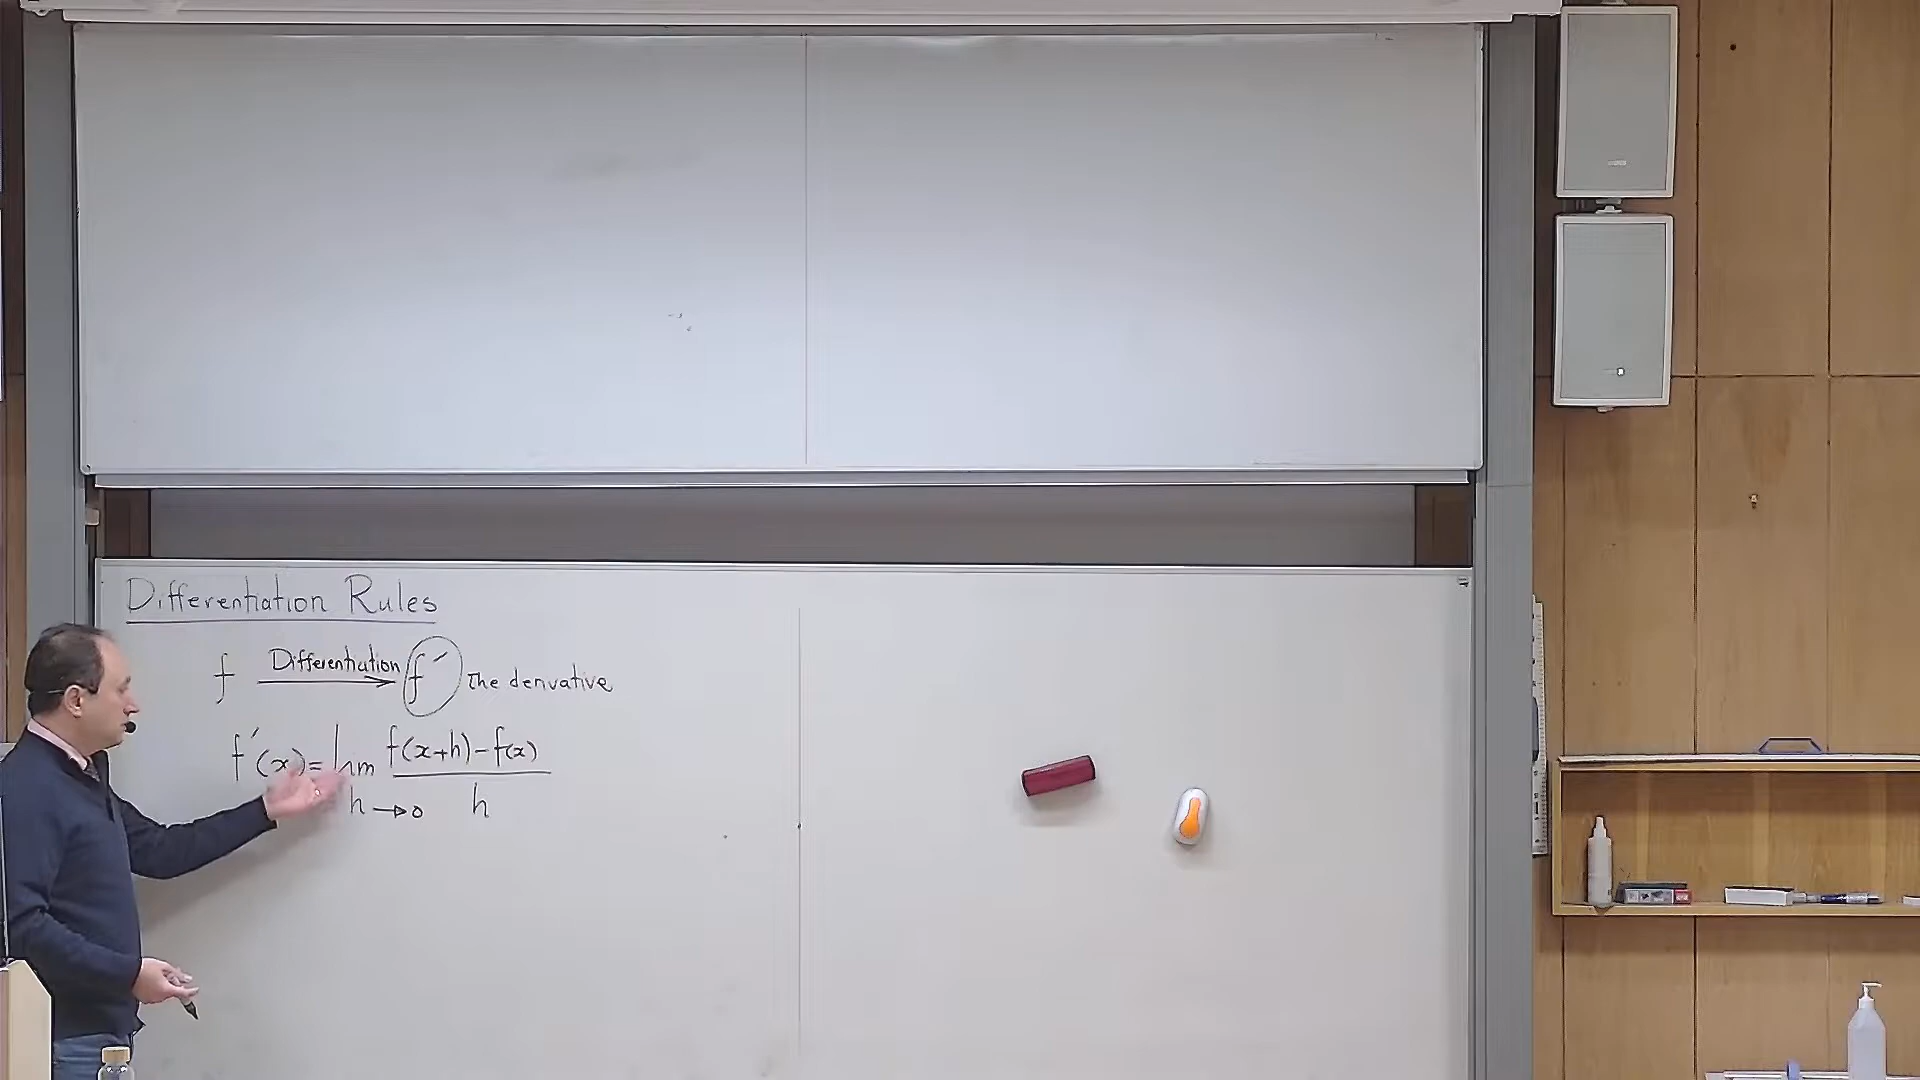 Differentiation Rules
f Differentiation f′ The derivative
f′(x) = lim f(x+h) - f(x)
h → 0 h